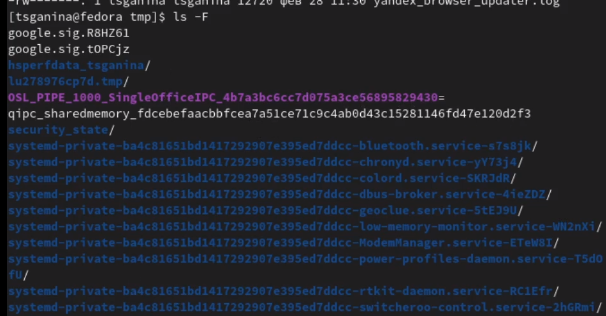 -rw-------. 1 tsganina tsganina 12720 фев 28 11:30 yandex_browser_updater.log
[tsganina@fedora tmp]$ ls -F
google.sig.R8HZ61
google.sig.tOPCjz
hsperfdata_tsganina/
lu278976cp7d.tmp/
OSL_PIPE_1000_SingleOfficeIPC_4b7a3bc6cc7d075a3ce56895829430=
qipc_sharedmemory_fdcebefaacbbfcea7a51ce71c9c4ab0d43c15281146fd47e120d2f3
security_state/
systemd-private-ba4c81651bd1417292907e395ed7ddcc-bluetooth.service-s7a8jk/
systemd-private-ba4c81651bd1417292907e395ed7ddcc-chronyd.service-yY73j4/
systemd-private-ba4c81651bd1417292907e395ed7ddcc-colord.service-SKRJdR/
systemd-private-ba4c81651bd1417292907e395ed7ddcc-dbus-broker.service-4ieZDZ/
systemd-private-ba4c81651bd1417292907e395ed7ddcc-geoclue.service-5tEJ9U/
systemd-private-ba4c81651bd1417292907e395ed7ddcc-low-memory-monitor.service-WN2nXi/
systemd-private-ba4c81651bd1417292907e395ed7ddcc-ModemManager.service-ETeW8I/
systemd-private-ba4c81651bd1417292907e395ed7ddcc-power-profiles-daemon.service-T5dO
fU/
systemd-private-ba4c81651bd1417292907e395ed7ddcc-rtkit-daemon.service-RC1Efr/
systemd-private-ba4c81651bd1417292907e395ed7ddcc-switcheroo-control.service-2hGRmi/